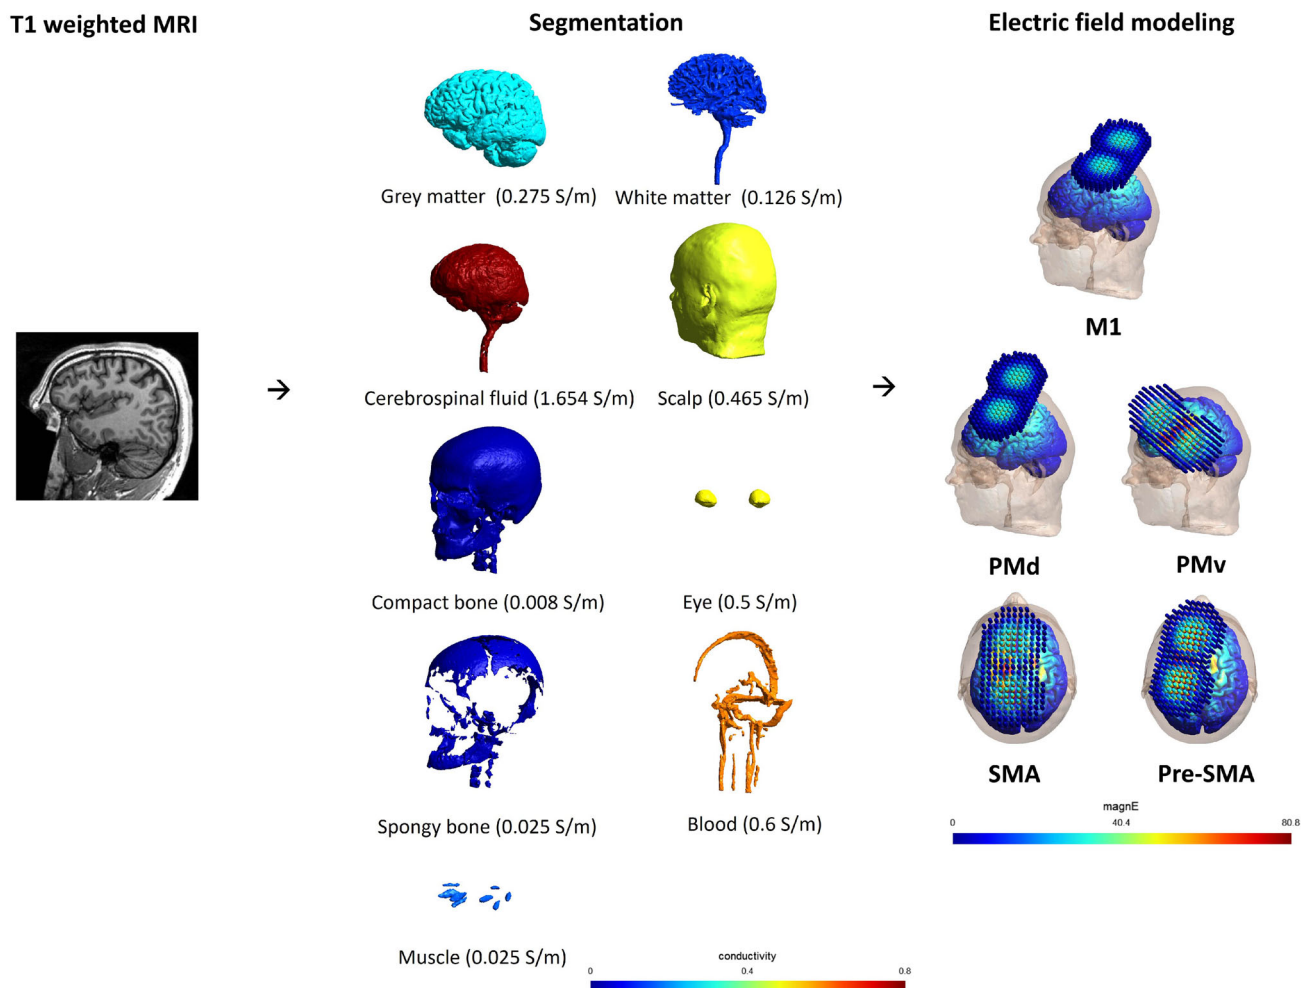 T1 weighted MRI
Segmentation
Electric field modeling
Grey matter (0.275 S/m)
White matter (0.126 S/m)
M1
→
Cerebrospinal fluid (1.654 S/m)
Scalp (0.465 S/m)
→
PMd
PMv
Compact bone (0.008 S/m)
Eye (0.5 S/m)
SMA
Pre-SMA
Spongy bone (0.025 S/m)
Blood (0.6 S/m)
magnE
0
40.4
80.8
Muscle (0.025 S/m)
conductivity
0
0.4
0.8